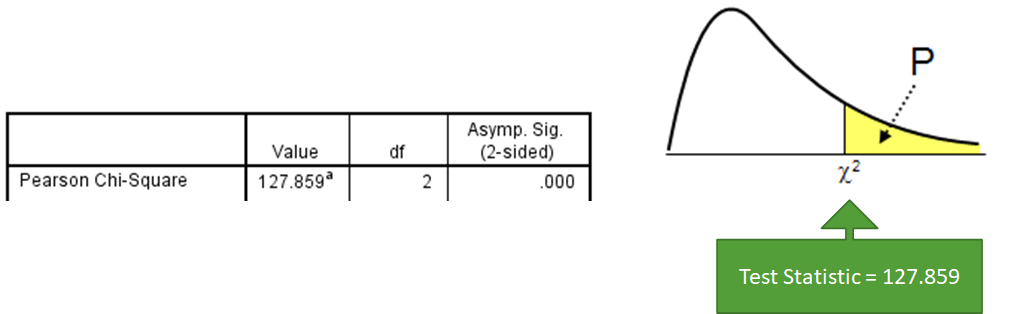 Value
df
Asymp. Sig.
(2-sided)
Pearson Chi-Square 127.859ᵃ 2 .000
P
χ²
Test Statistic = 127.859